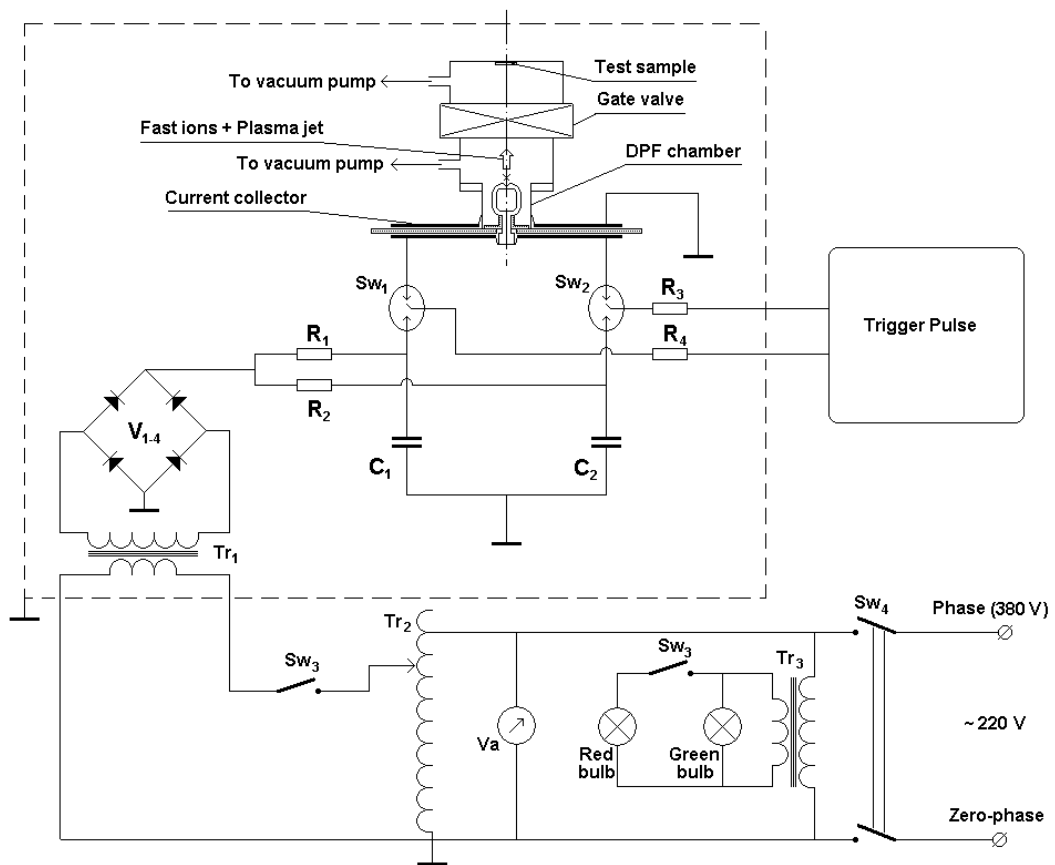 Test sample
To vacuum pump
Gate valve
Fast ions + Plasma jet
To vacuum pump
DPF chamber
Current collector
Sw1
Sw2
R3
R1
R4
Trigger Pulse
R2
V1-4
C1
C2
Tr1
Tr2
Sw4
Phase (380 V)
Sw3
Sw3
Tr3
~ 220 V
Va
Red
bulb
Green
bulb
Zero-phase